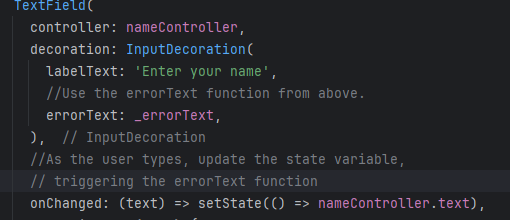 TextField(
controller: nameController,
decoration: InputDecoration(
labelText: 'Enter your name',
//Use the errorText function from above.
errorText: _errorText,
), // InputDecoration
//As the user types, update the state variable,
// triggering the errorText function
onChanged: (text) => setState(() => nameController.text),